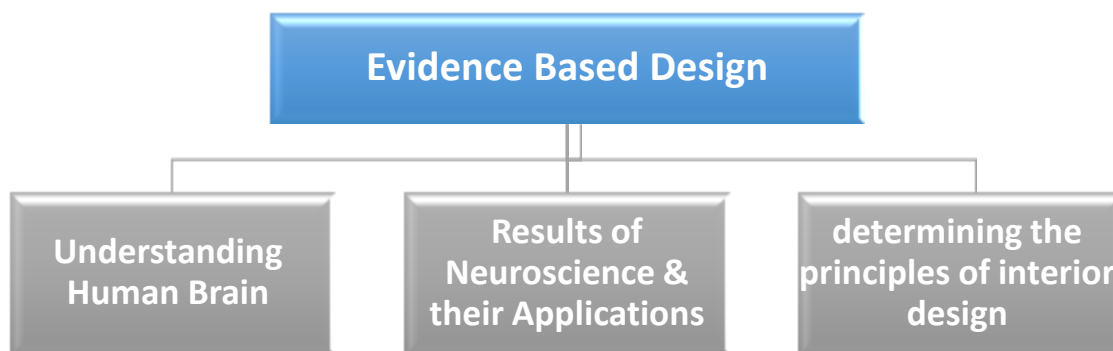 Evidence Based Design
Understanding
Human Brain
Results of
Neuroscience &
their Applications
determining the
principles of interior
design